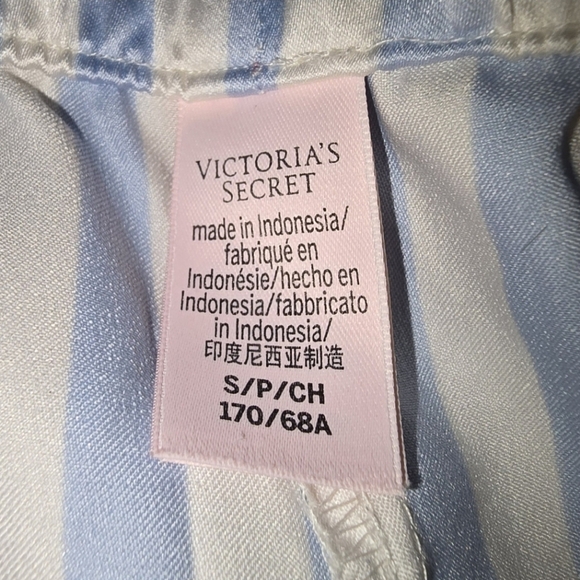 VICTORIA'S
SECRET
made in Indonesia/
fabriqué en
Indonésie/hecho en
Indonesia/fabbricato
in Indonesia/
印度尼西亚制造
S/P/CH
170/68A